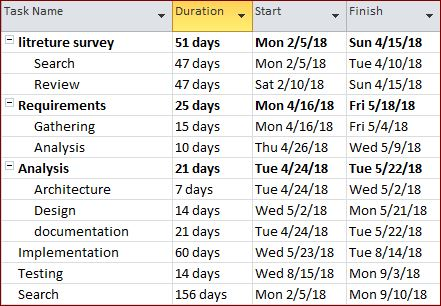 Task Name Duration Start Finish
litreture survey 51 days Mon 2/5/18 Sun 4/15/18
Search 47 days Mon 2/5/18 Tue 4/10/18
Review 47 days Sat 2/10/18 Sun 4/15/18
Requirements 25 days Mon 4/16/18 Fri 5/18/18
Gathering 15 days Mon 4/16/18 Fri 5/4/18
Analysis 10 days Thu 4/26/18 Wed 5/9/18
Analysis 21 days Tue 4/24/18 Tue 5/22/18
Architecture 7 days Tue 4/24/18 Wed 5/2/18
Design 14 days Wed 5/2/18 Mon 5/21/18
documentation 21 days Tue 4/24/18 Tue 5/22/18
Implementation 60 days Wed 5/23/18 Tue 8/14/18
Testing 14 days Wed 8/15/18 Mon 9/3/18
Search 156 days Mon 2/5/18 Mon 9/10/18